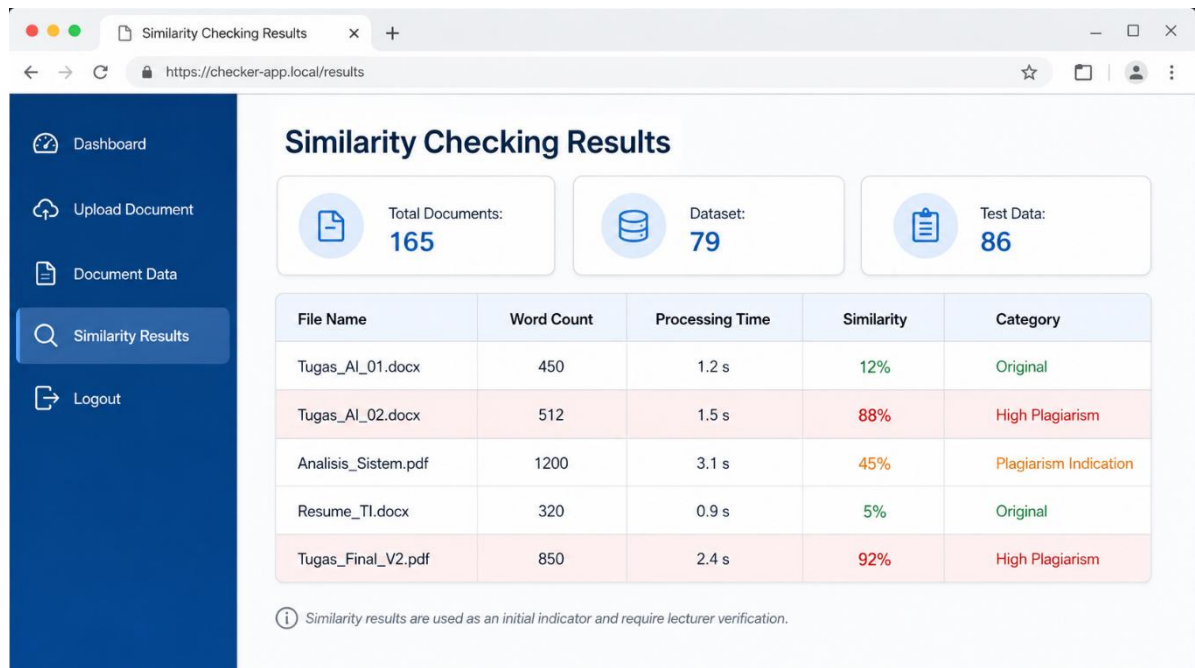 Similarity Checking Results
https://checker-app.local/results
Dashboard
Upload Document
Document Data
Similarity Results
Logout
Similarity Checking Results
Total Documents:
165
Dataset:
79
Test Data:
86
File Name Word Count Processing Time Similarity Category
Tugas_AI_01.docx 450 1.2 s 12% Original
Tugas_AI_02.docx 512 1.5 s 88% High Plagiarism
Analisis_Sistem.pdf 1200 3.1 s 45% Plagiarism Indication
Resume_TI.docx 320 0.9 s 5% Original
Tugas_Final_V2.pdf 850 2.4 s 92% High Plagiarism
Similarity results are used as an initial indicator and require lecturer verification.